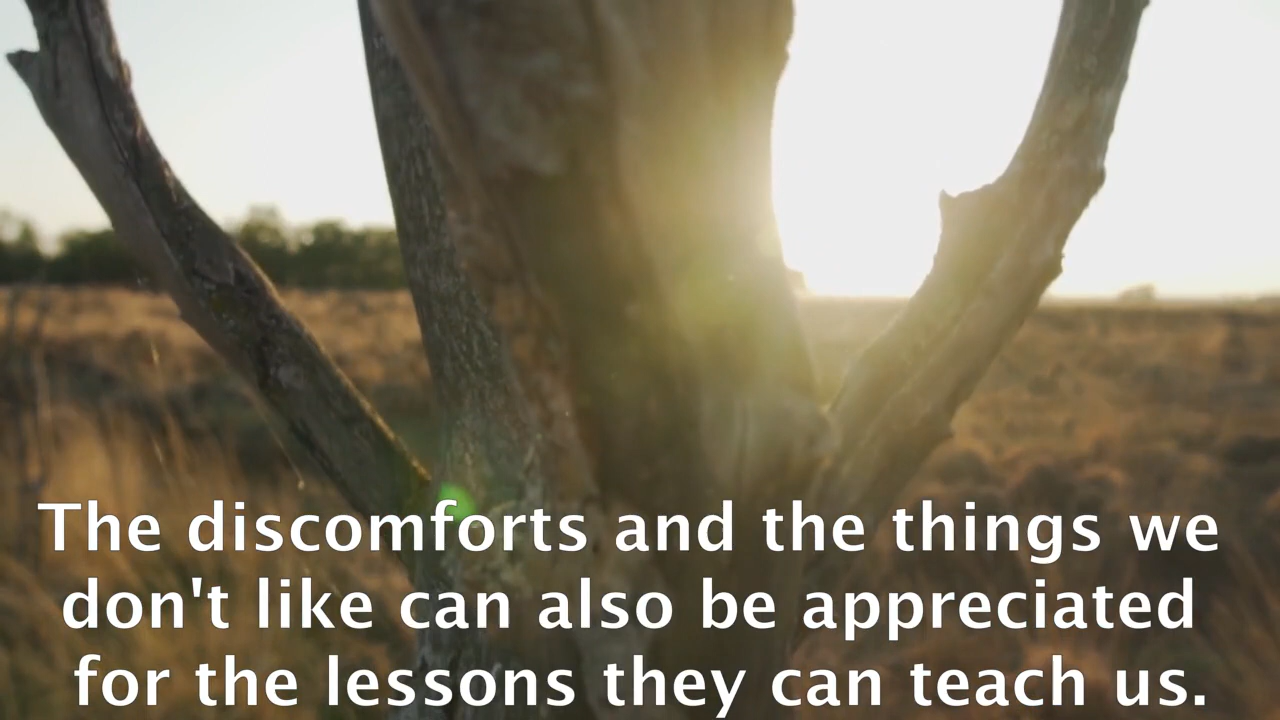 The discomforts and the things we
don't like can also be appreciated
for the lessons they can teach us.